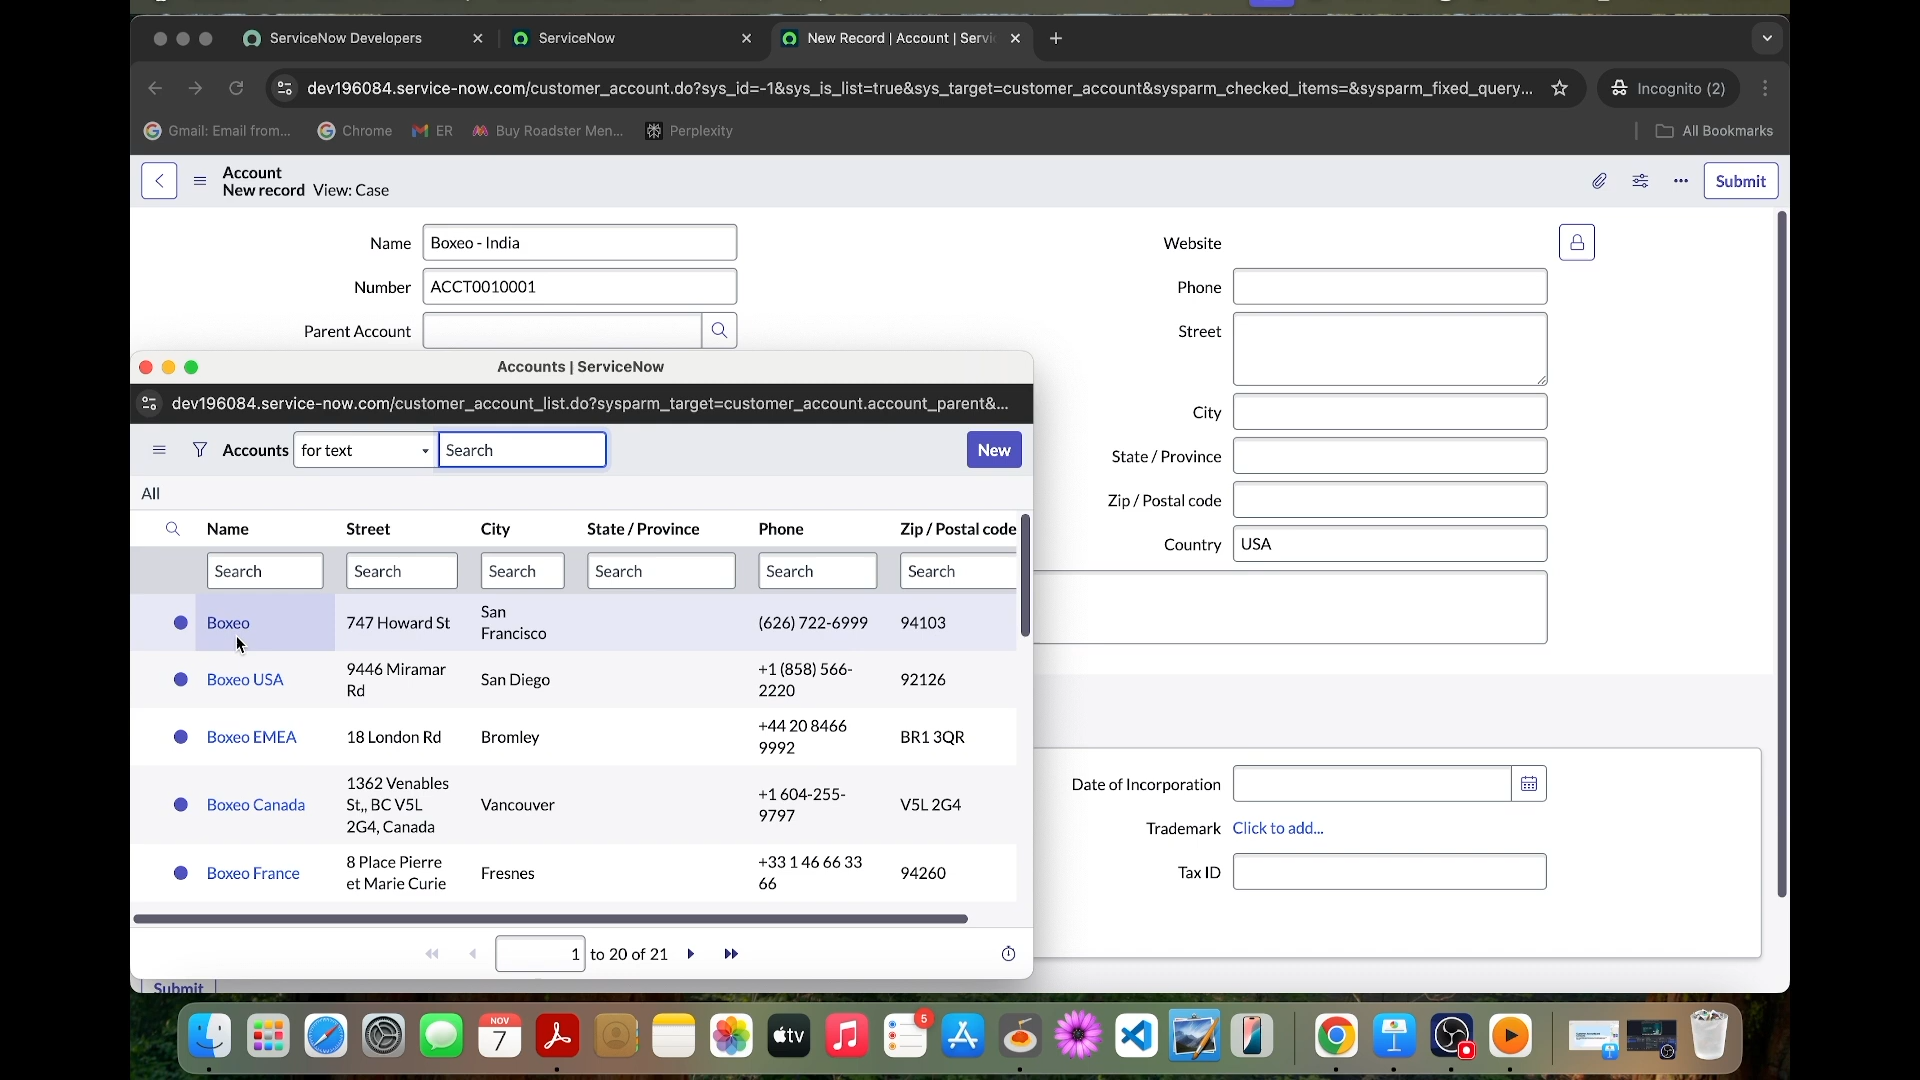 ServiceNow Developers
ServiceNow
New Record | Account | Servi
dev196084.service-now.com/customer_account.do?sys_id=-1&sys_is_list=true&sys_target=customer_account&sysparm_checked_items=&sysparm_fixed_query...
Incognito (2)
Gmail: Email from...
Chrome
ER
Buy Roadster Men...
Perplexity
All Bookmarks
Account
New record View: Case
Submit
Name
Boxeo - India
Number
ACCT0010001
Parent Account
Website
Phone
Street
City
State / Province
Zip / Postal code
Country
USA
Date of Incorporation
Trademark
Click to add...
Tax ID
Accounts | ServiceNow
dev196084.service-now.com/customer_account_list.do?sysparm_target=customer_account.account_parent&...
Accounts
for text
Search
New
All
Name Street City State / Province Phone Zip / Postal code
Search Search Search Search Search Search
Boxeo 747 Howard St San Francisco (626) 722-6999 94103
Boxeo USA 9446 Miramar Rd San Diego +1 (858) 566-2220 92126
Boxeo EMEA 18 London Rd Bromley +44 20 8466 9992 BR1 3QR
Boxeo Canada 1362 Venables St,, BC V5L 2G4, Canada Vancouver +1 604-255-9797 V5L 2G4
Boxeo France 8 Place Pierre et Marie Curie Fresnes +33 1 46 66 33 66 94260
1 to 20 of 21
Submit
NOV
7
tv
5